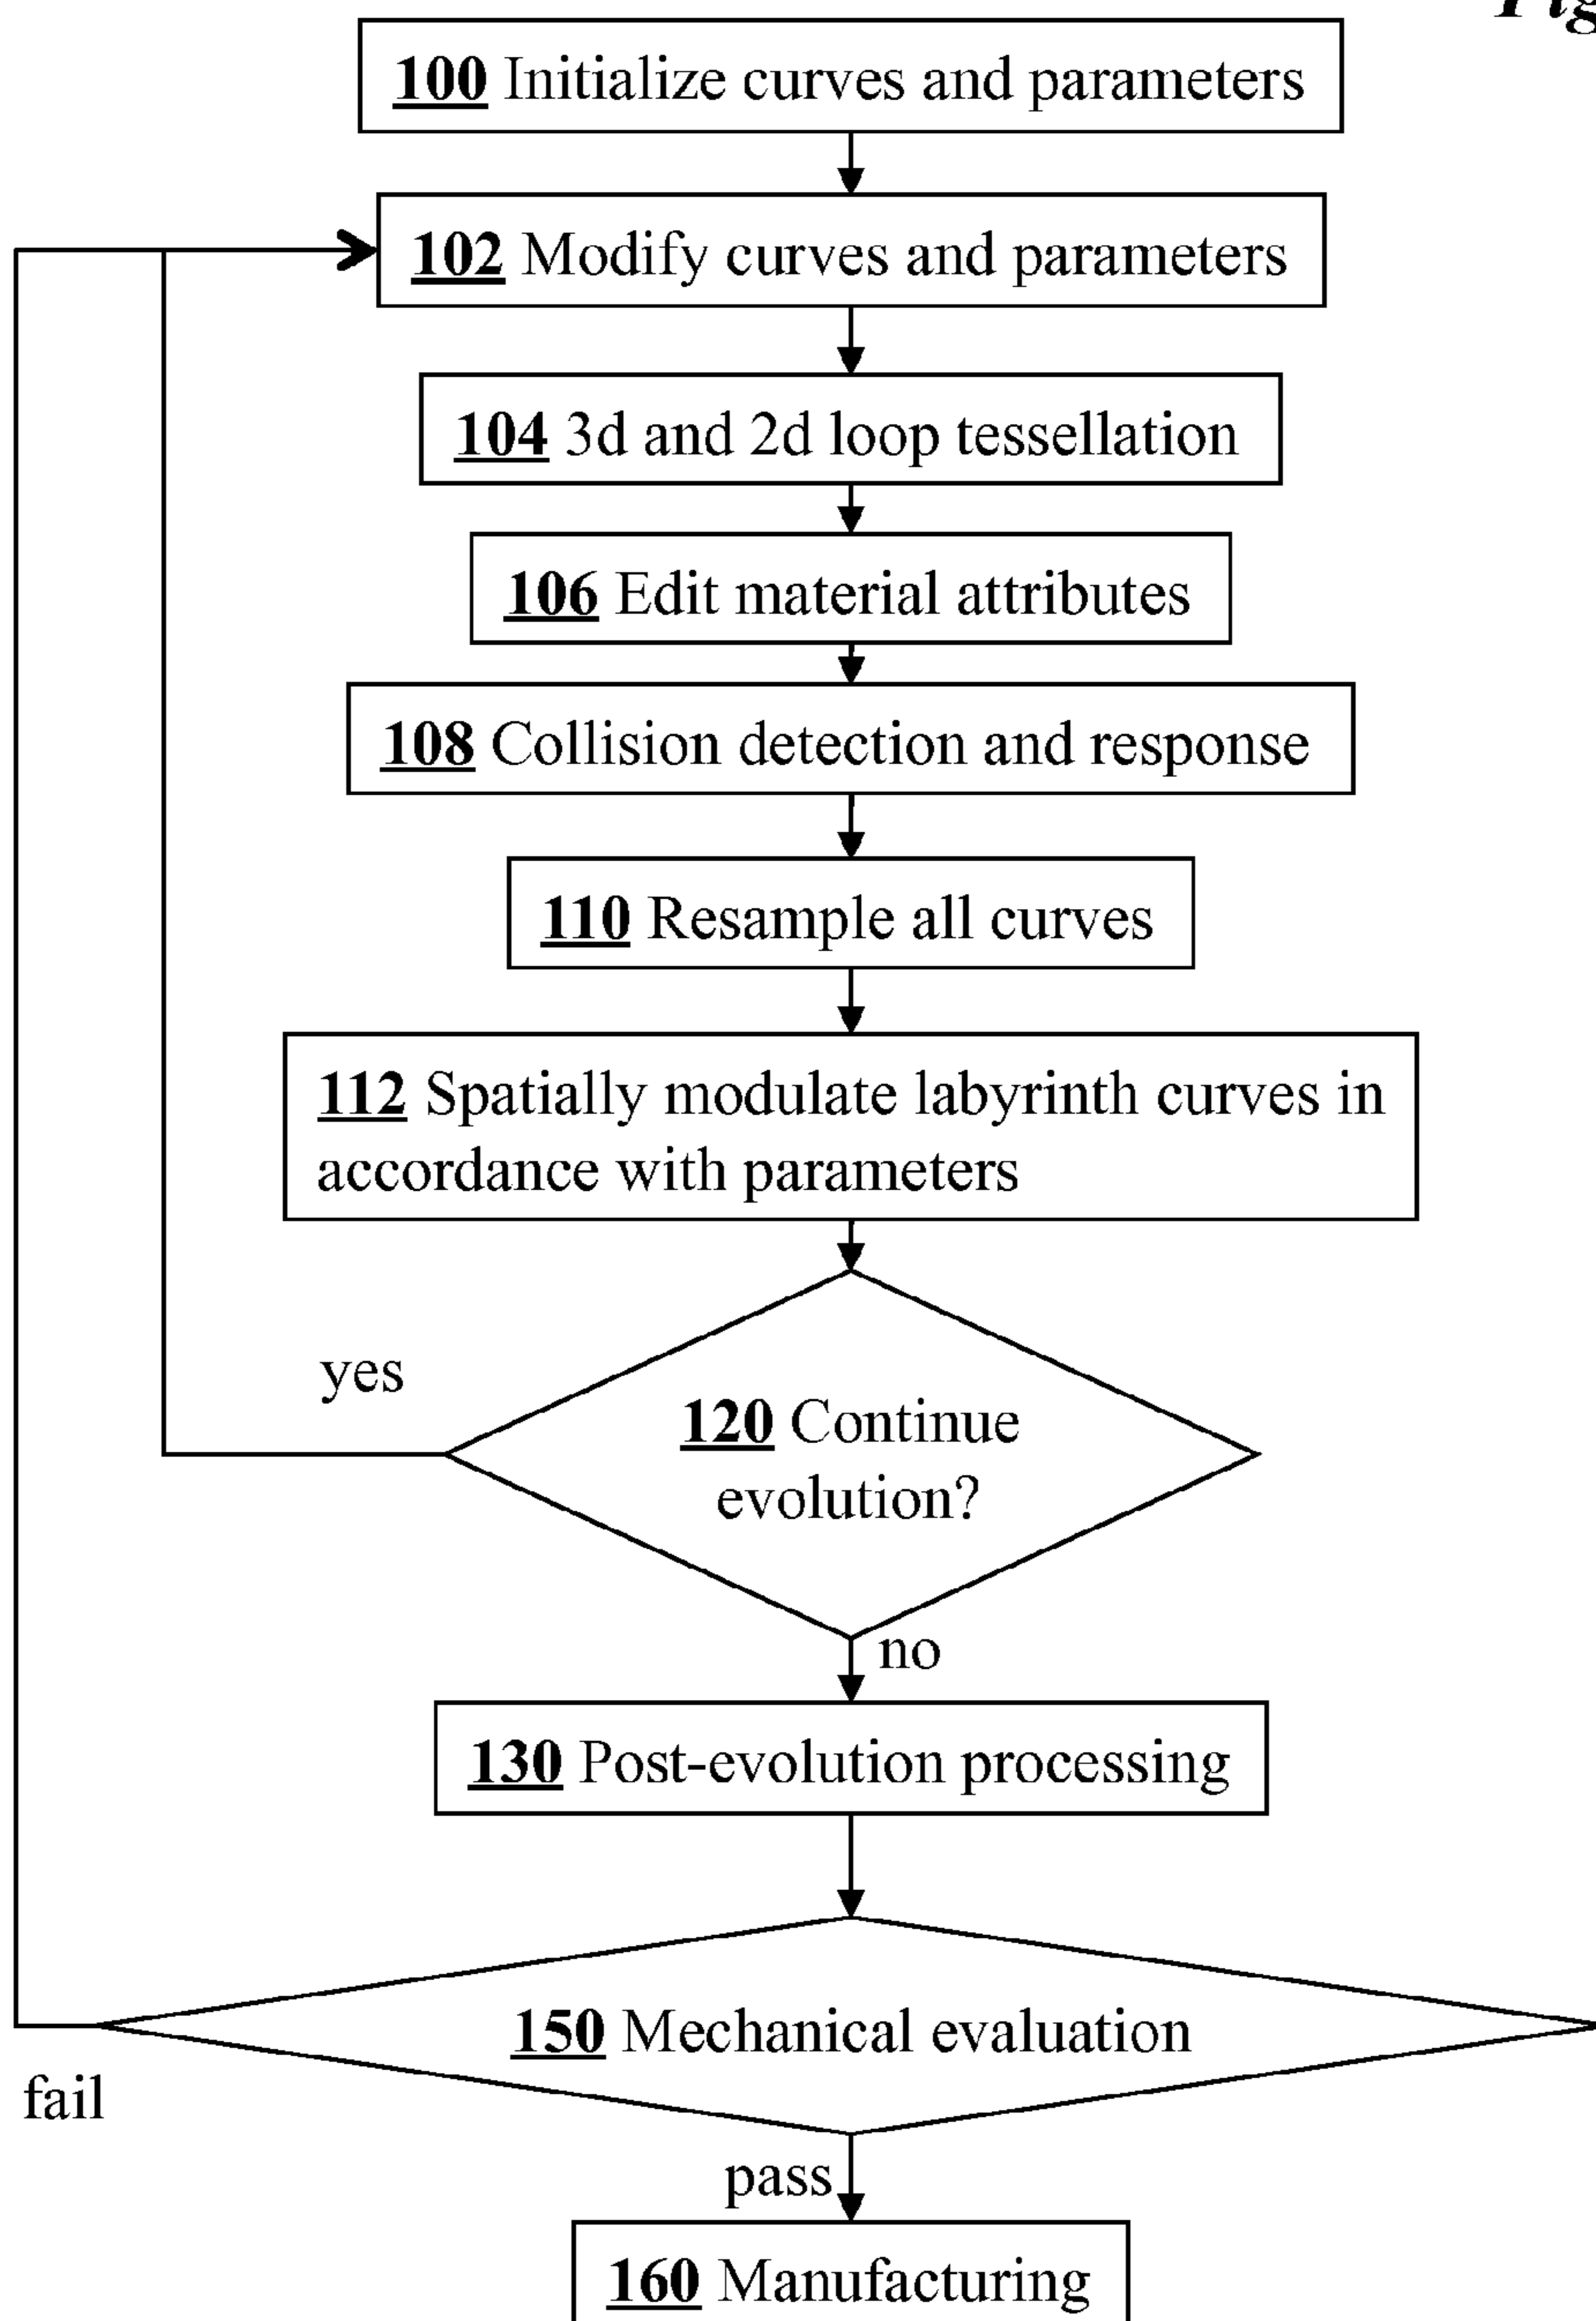 100 Initialize curves and parameters
102 Modify curves and parameters
104 3d and 2d loop tessellation
106 Edit material attributes
108 Collision detection and response
110 Resample all curves
112 Spatially modulate labyrinth curves in
accordance with parameters
yes
120 Continue
evolution?
no
130 Post-evolution processing
150 Mechanical evaluation
fail
pass
160 Manufacturing